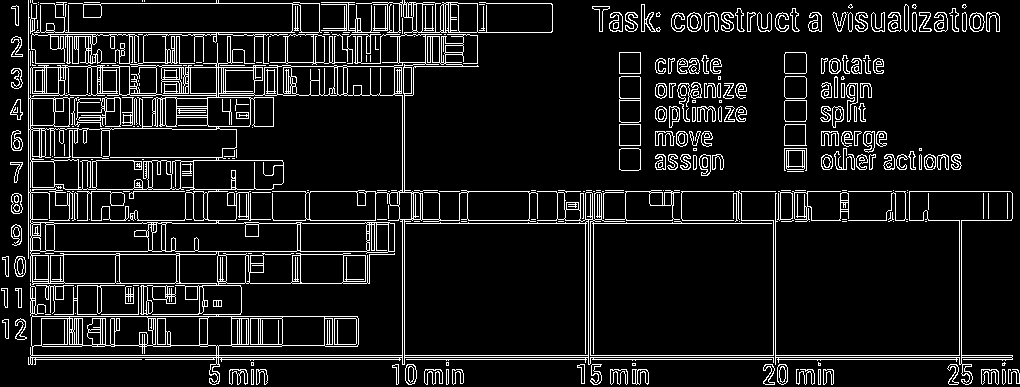 Task: construct a visualization
create rotate
organize align
optimize split
move merge
assign other actions
1
2
3
4
6
7
8
9
10
11
12
5 min 10 min 15 min 20 min 25 min